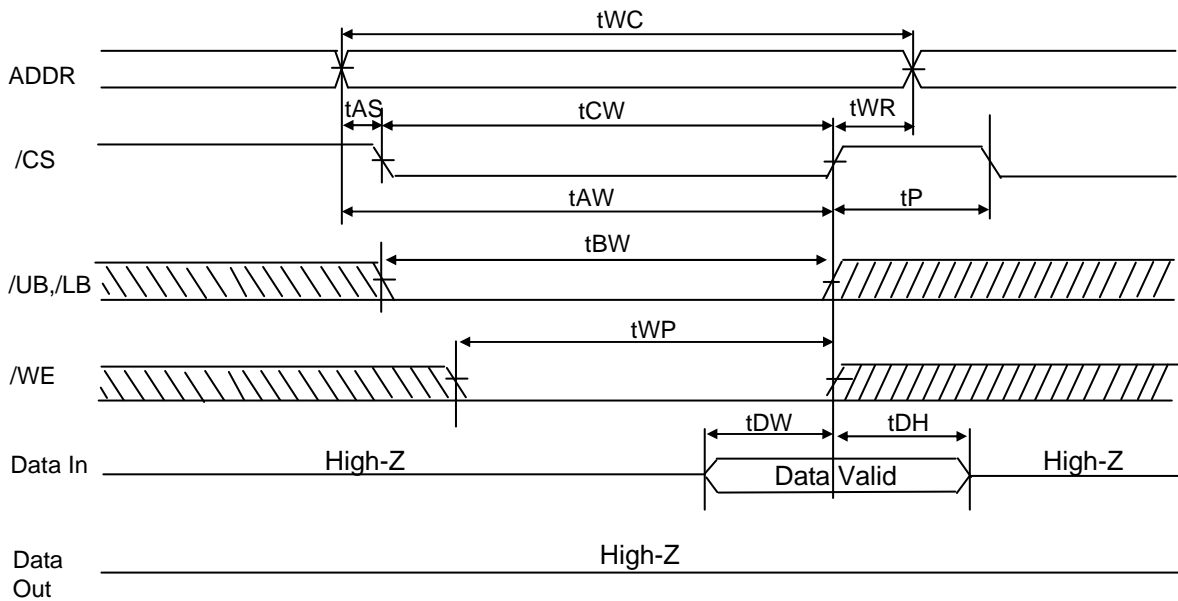 tWC
ADDR
tAS
tCW
tWR
/CS
tAW
tP
tBW
/UB,/LB
tWP
/WE
tDW
tDH
Data In
High-Z
Data Valid
High-Z
High-Z
Data
Out